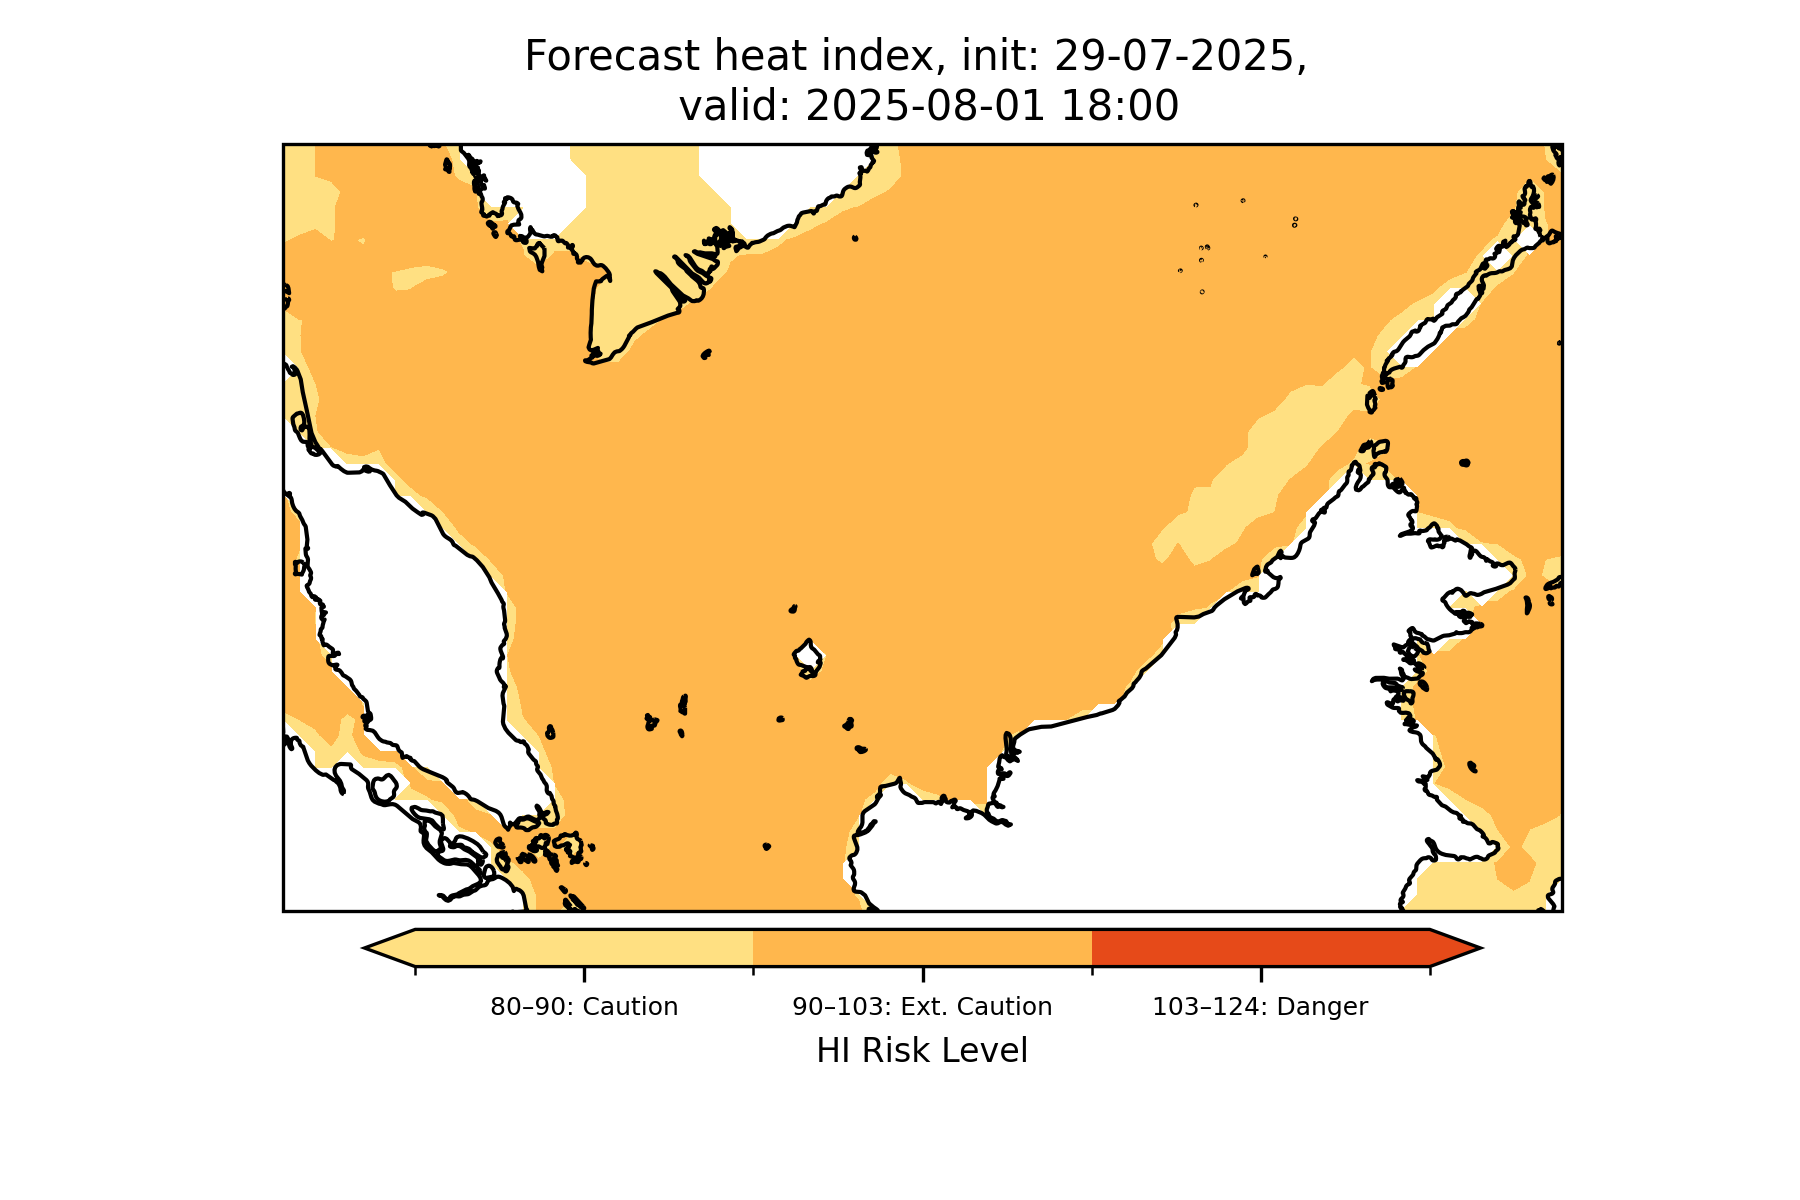 Forecast heat index, init: 29-07-2025,
valid: 2025-08-01 18:00
80–90: Caution
90–103: Ext. Caution
103–124: Danger
HI Risk Level